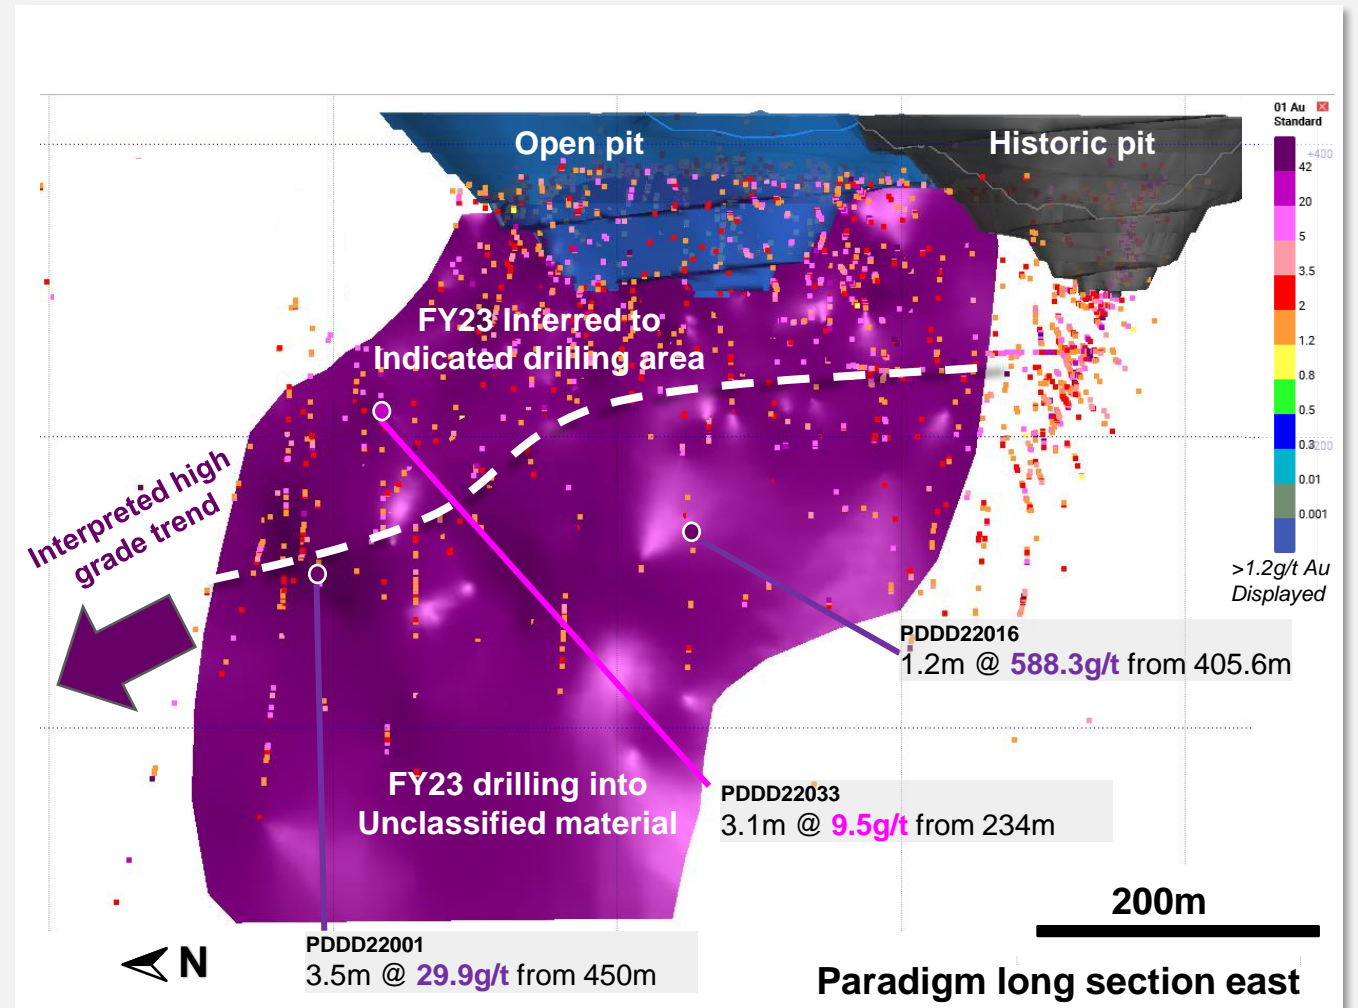 Open pit
Historic pit
01 Au
Standard
+400
42
20
5
3.5
2
1.2
0.8
0.5
0.3
200
0.01
0.001
>1.2g/t Au
Displayed
FY23 Inferred to
Indicated drilling area
Interpreted high
grade trend
PDDD22016
1.2m @ 588.3g/t from 405.6m
FY23 drilling into
Unclassified material
PDDD22033
3.1m @ 9.5g/t from 234m
200m
PDDD22001
3.5m @ 29.9g/t from 450m
N
Paradigm long section east